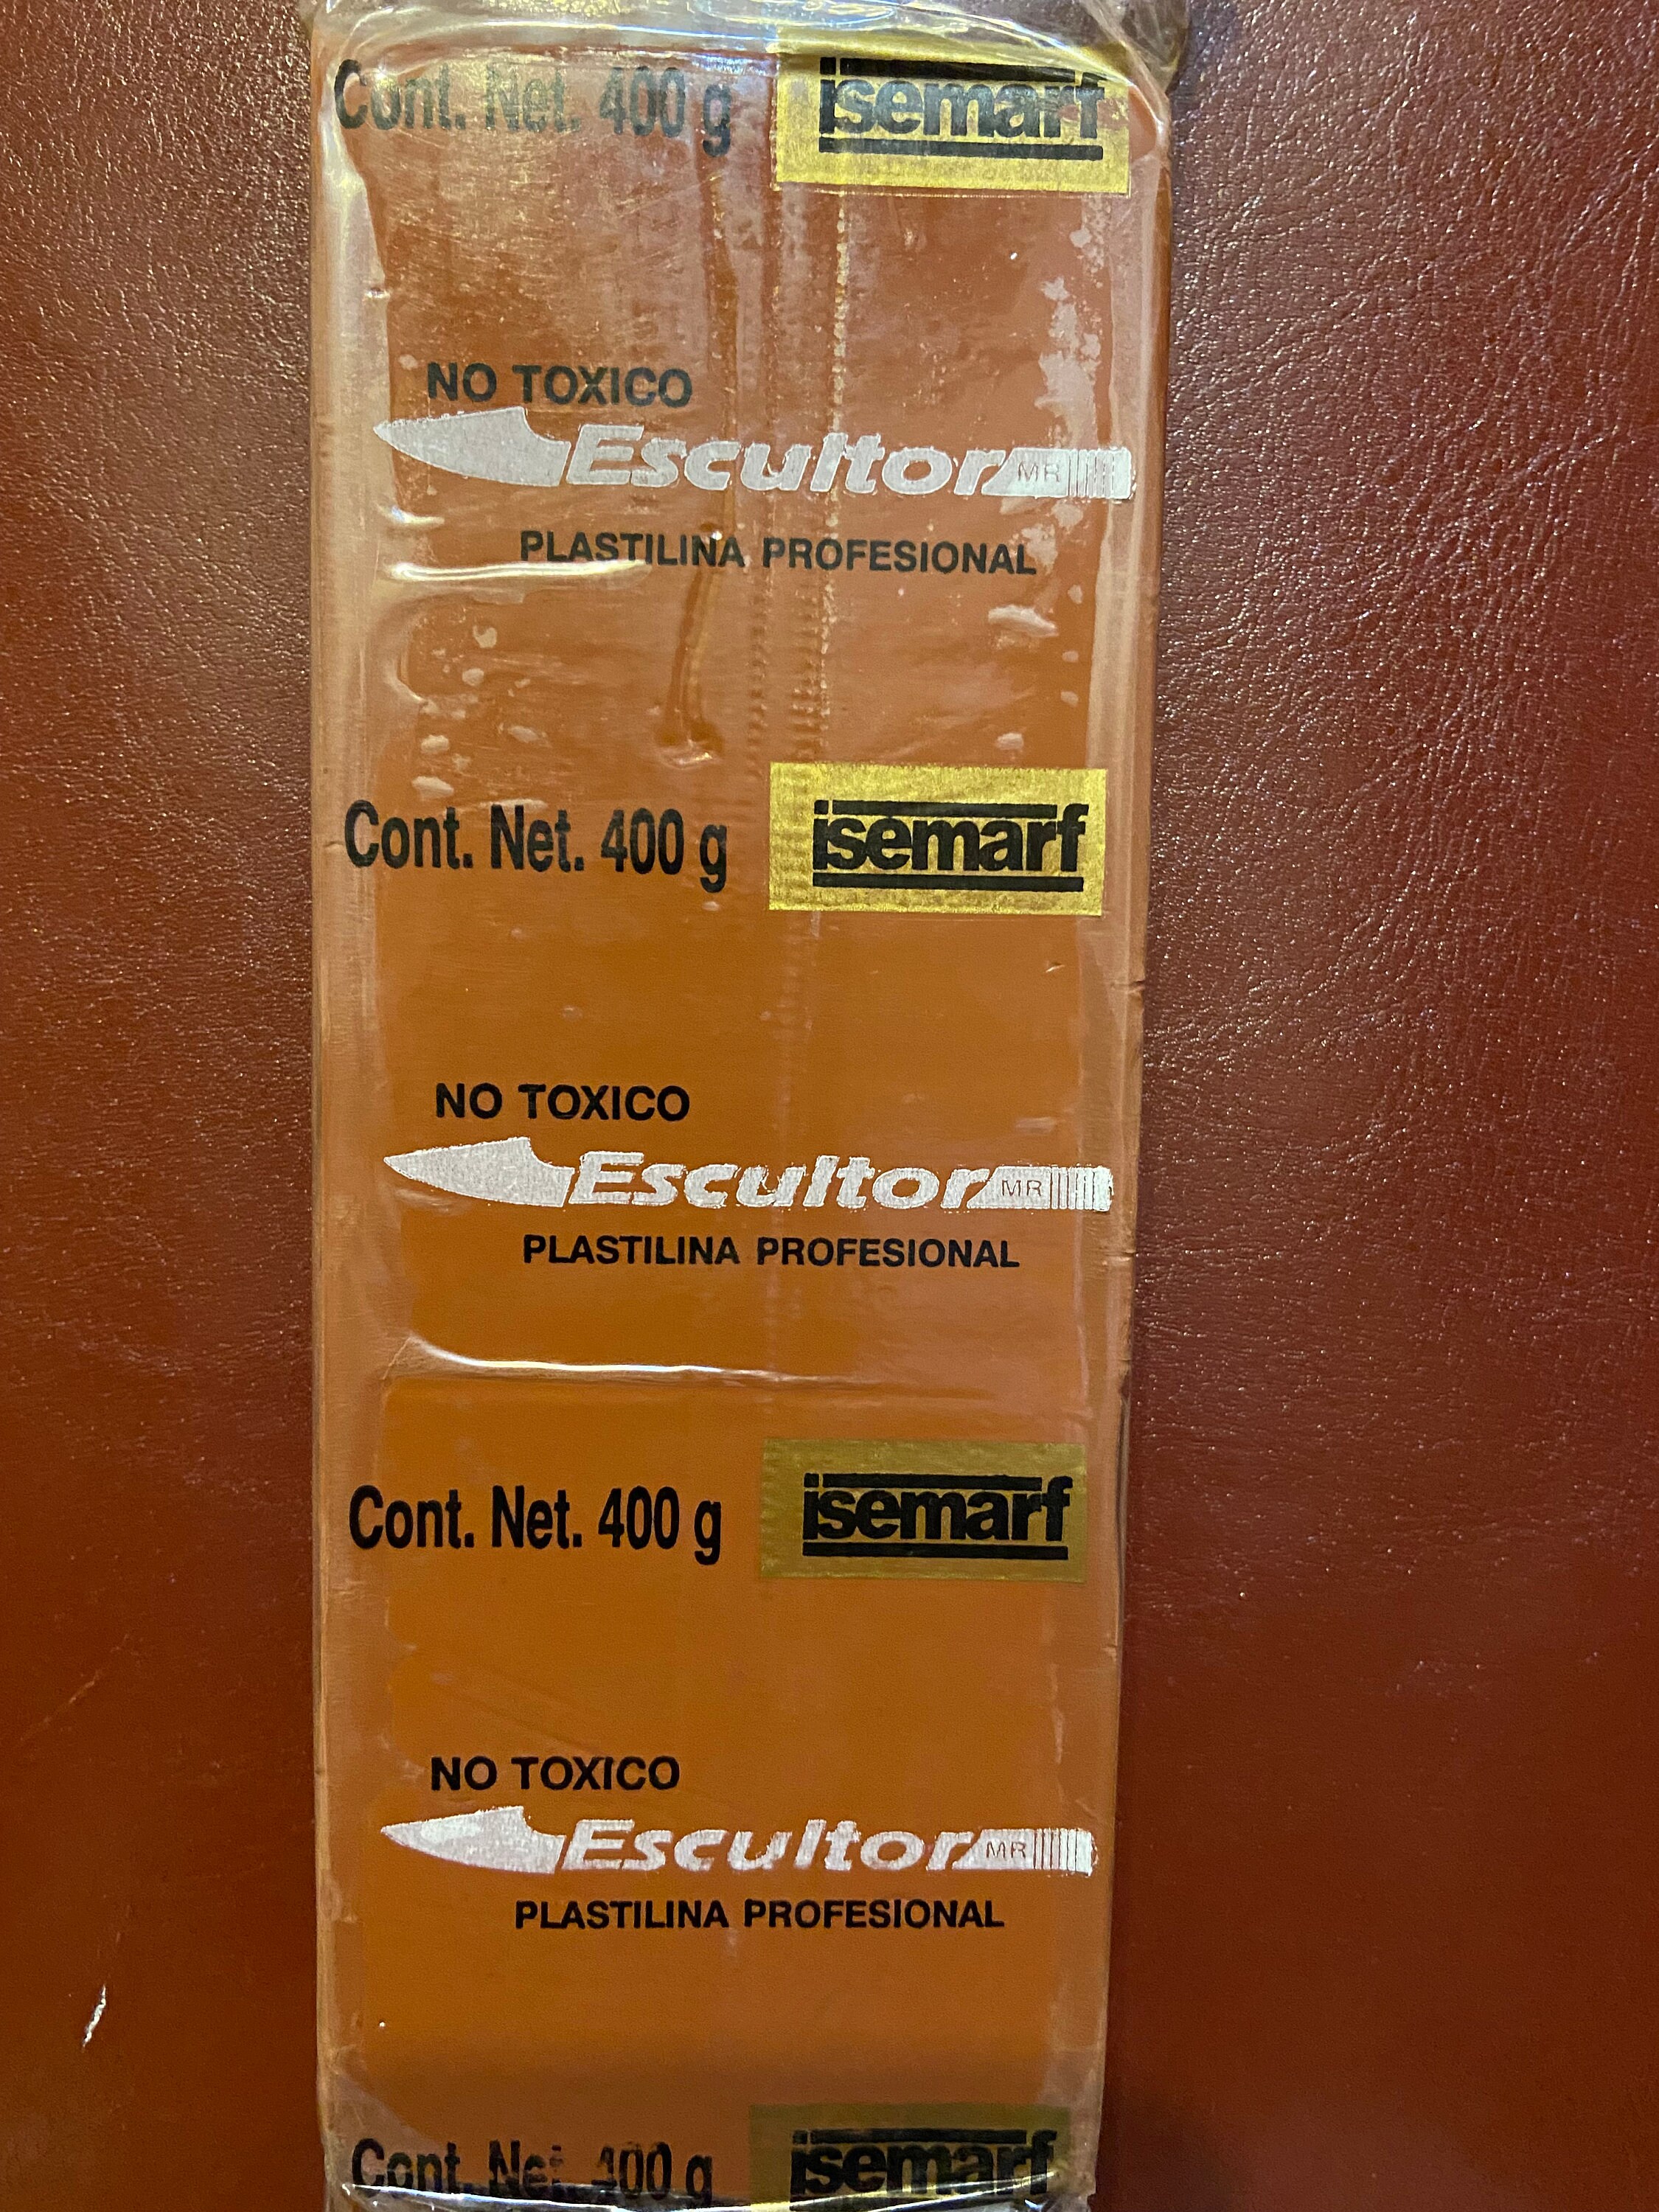 Cont. Net. 400 g isemarf
NO TOXICO
Escultor MR
PLASTILINA PROFESIONAL
Cont. Net. 400 g isemarf
NO TOXICO
Escultor MR
PLASTILINA PROFESIONAL
Cont. Net. 400 g isemarf
NO TOXICO
Escultor MR
PLASTILINA PROFESIONAL
Cont. Net. 400 g isemarf